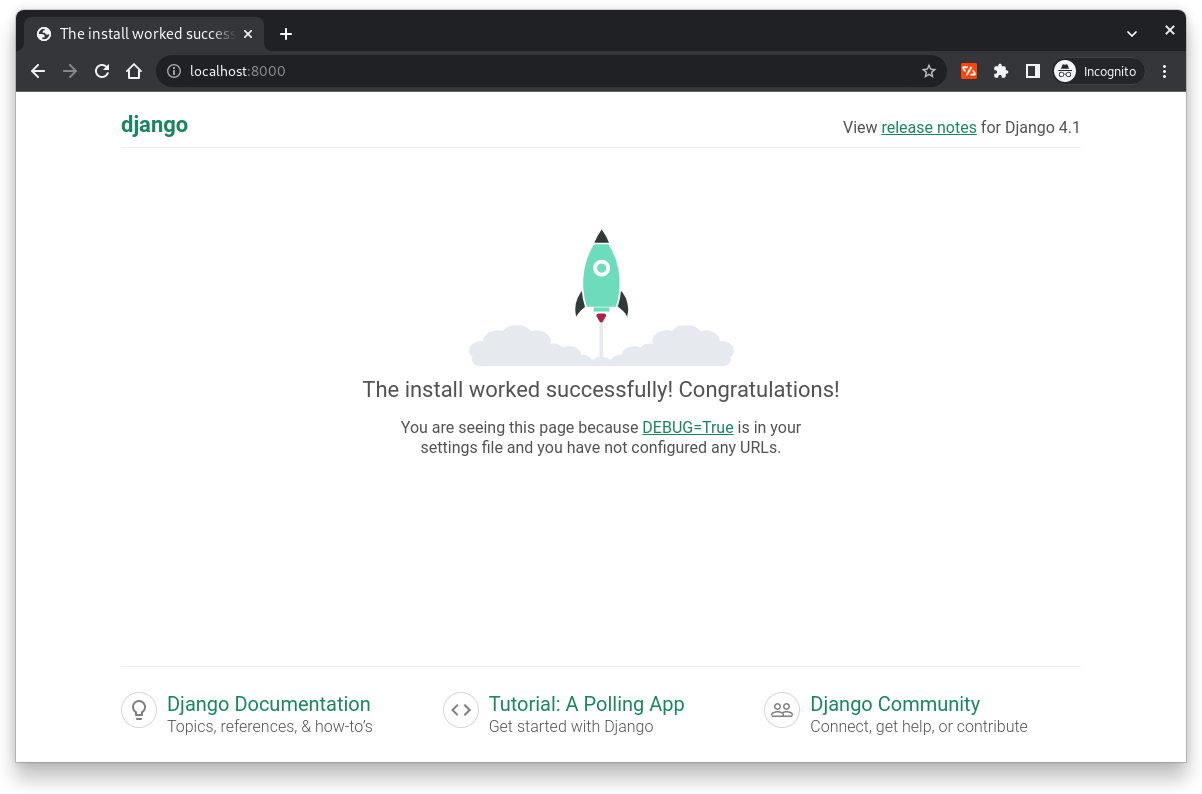 The install worked success
localhost:8000
Incognito
django
View release notes for Django 4.1
The install worked successfully! Congratulations!
You are seeing this page because DEBUG=True is in your
settings file and you have not configured any URLs.
Django Documentation
Topics, references, & how-to’s
Tutorial: A Polling App
Get started with Django
Django Community
Connect, get help, or contribute